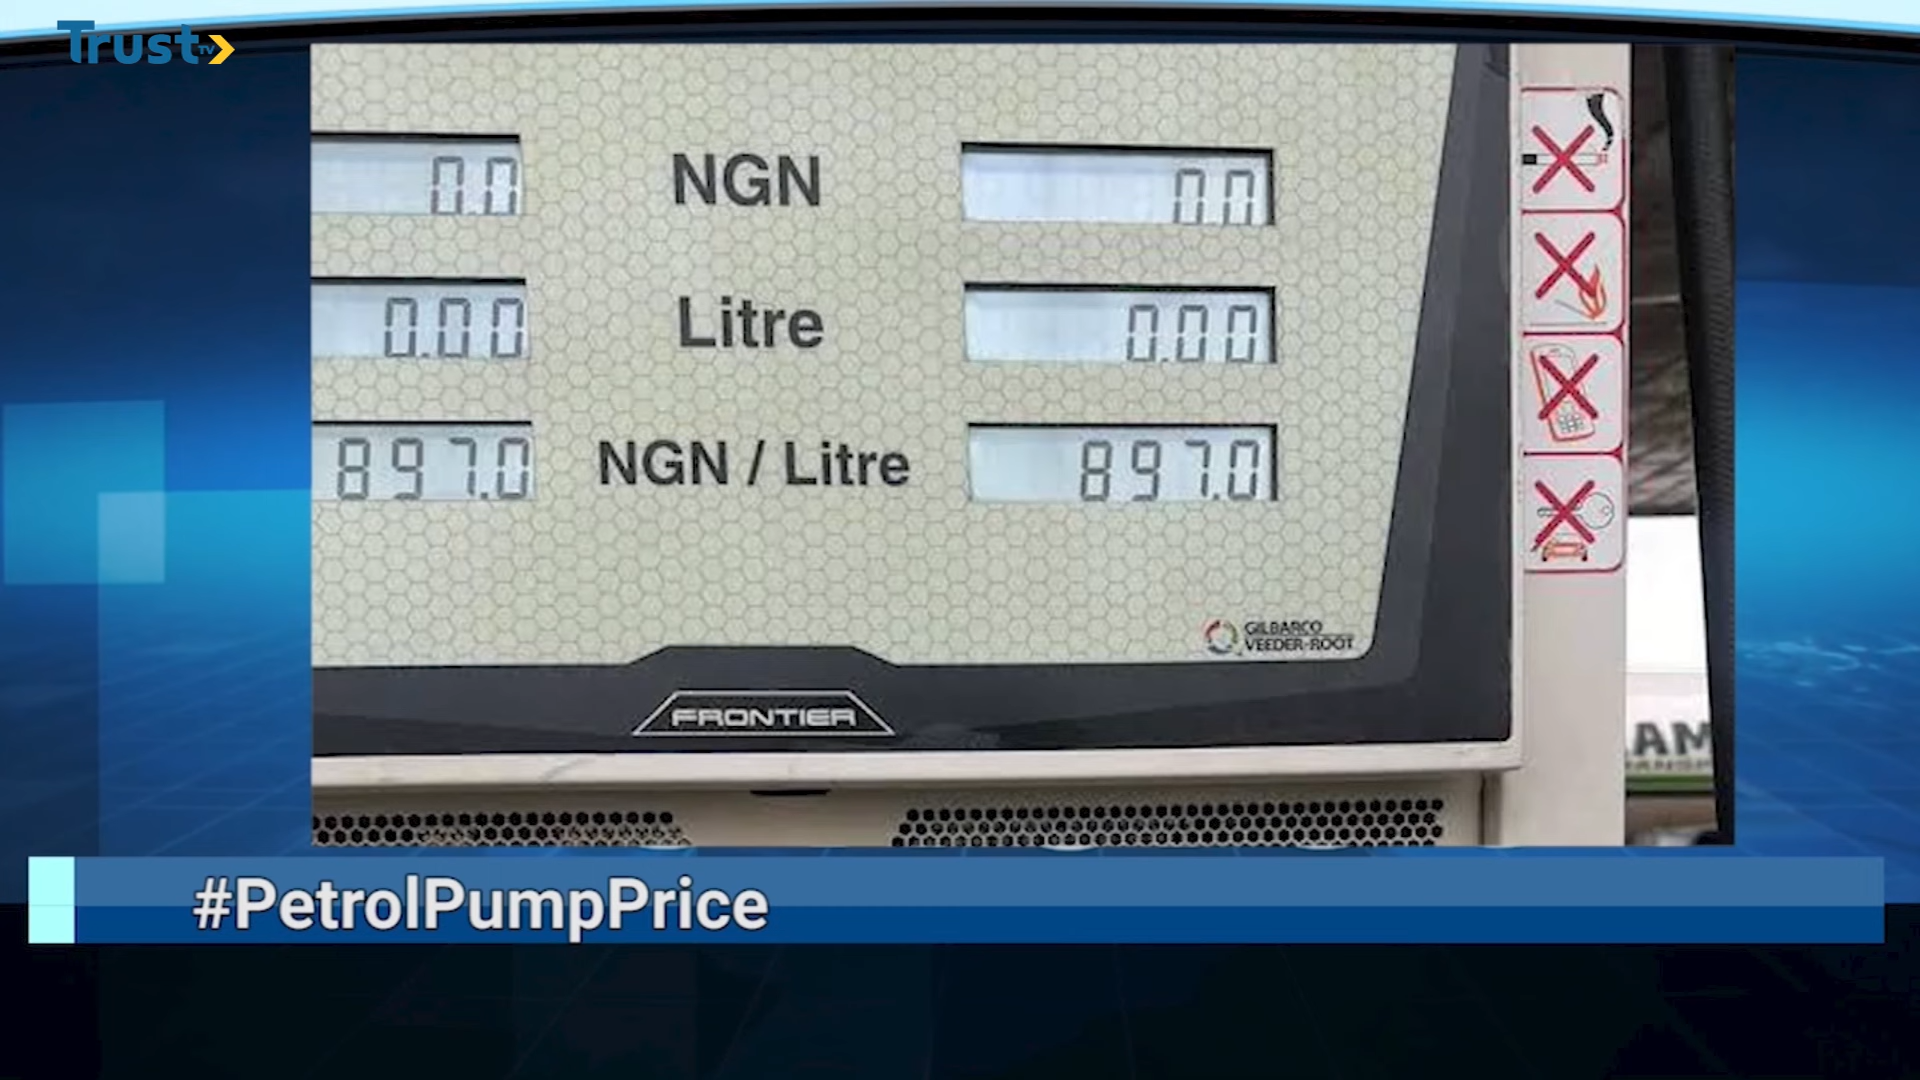 Trust TV
0.0 NGN 0.0
0.00 Litre 0.00
897.0 NGN / Litre 897.0
GILBARCO
VEEDER-ROOT
FRONTIER
#PetrolPumpPrice